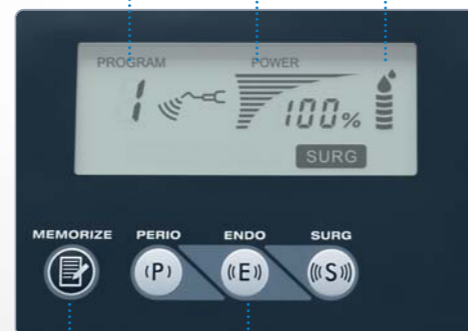 PROGRAM POWER
1 100%
SURG
MEMORIZE PERIO ENDO SURG
(P) ((E)) (((S)))